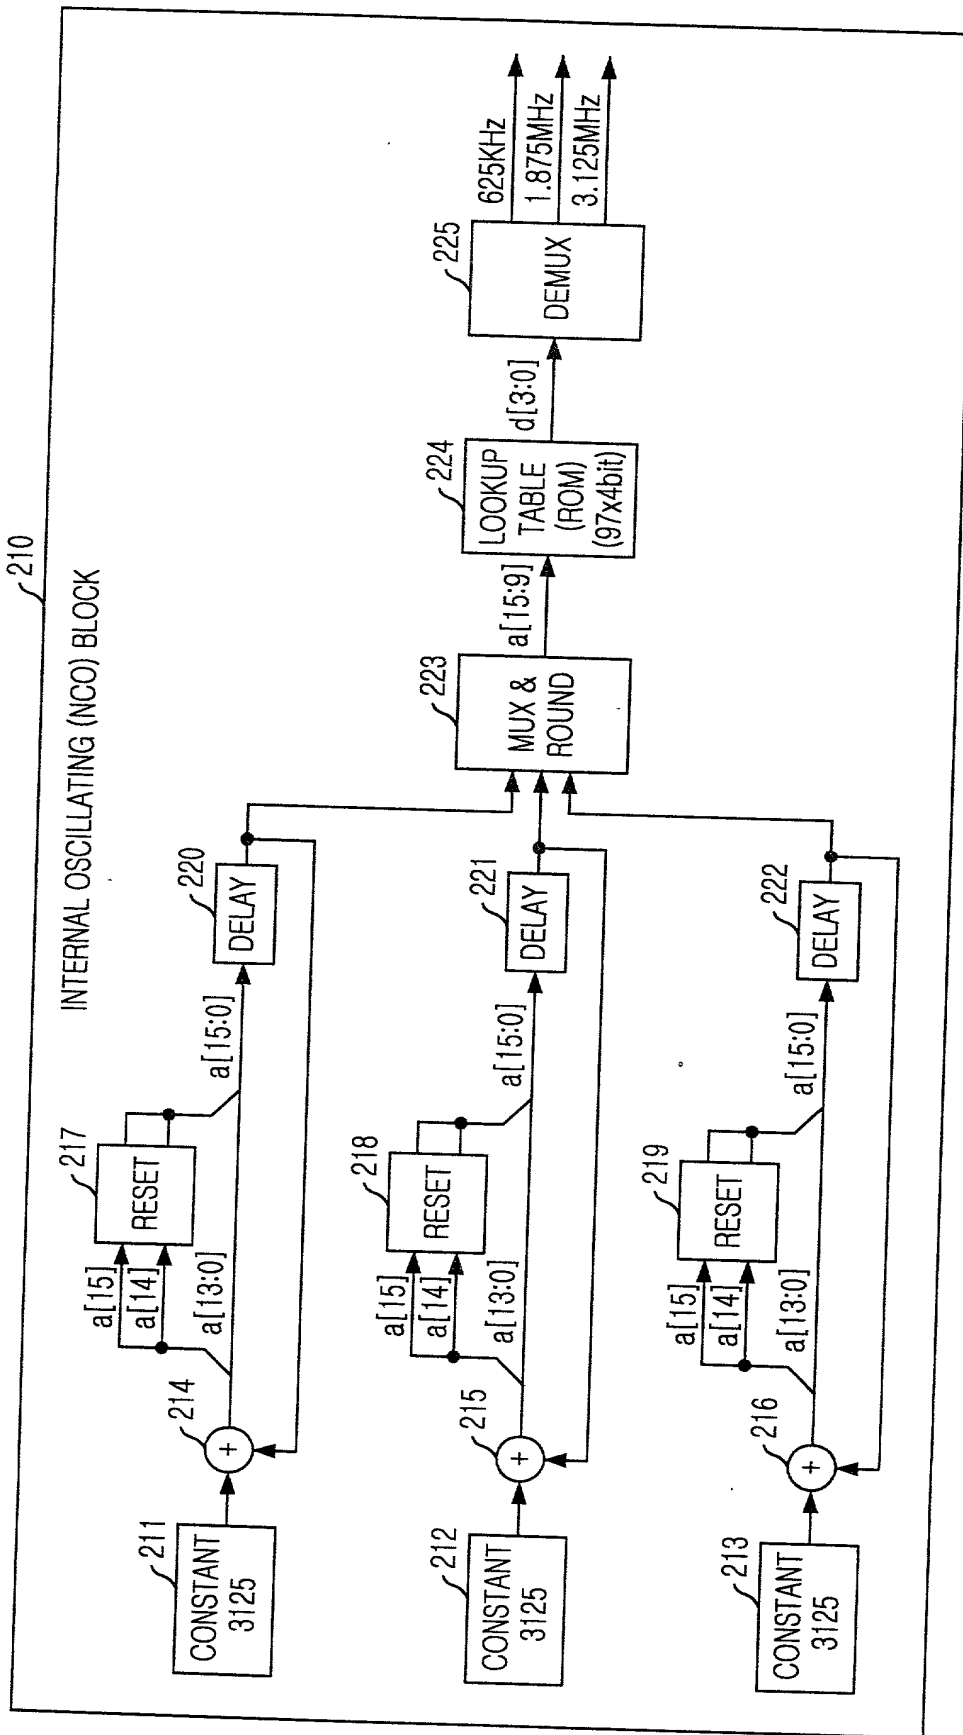 210
INTERNAL OSCILLATING (NCO) BLOCK
211
CONSTANT
3125
214
+
a[15]
a[14]
a[13:0]
217
RESET
a[15:0]
220
DELAY
212
CONSTANT
3125
215
+
a[15]
a[14]
a[13:0]
218
RESET
a[15:0]
221
DELAY
213
CONSTANT
3125
216
+
a[15]
a[14]
a[13:0]
219
RESET
a[15:0]
222
DELAY
223
MUX &
ROUND
a[15:9]
224
LOOKUP
TABLE
(ROM)
(97x4bit)
d[3:0]
225
DEMUX
625KHz
1.875MHz
3.125MHz